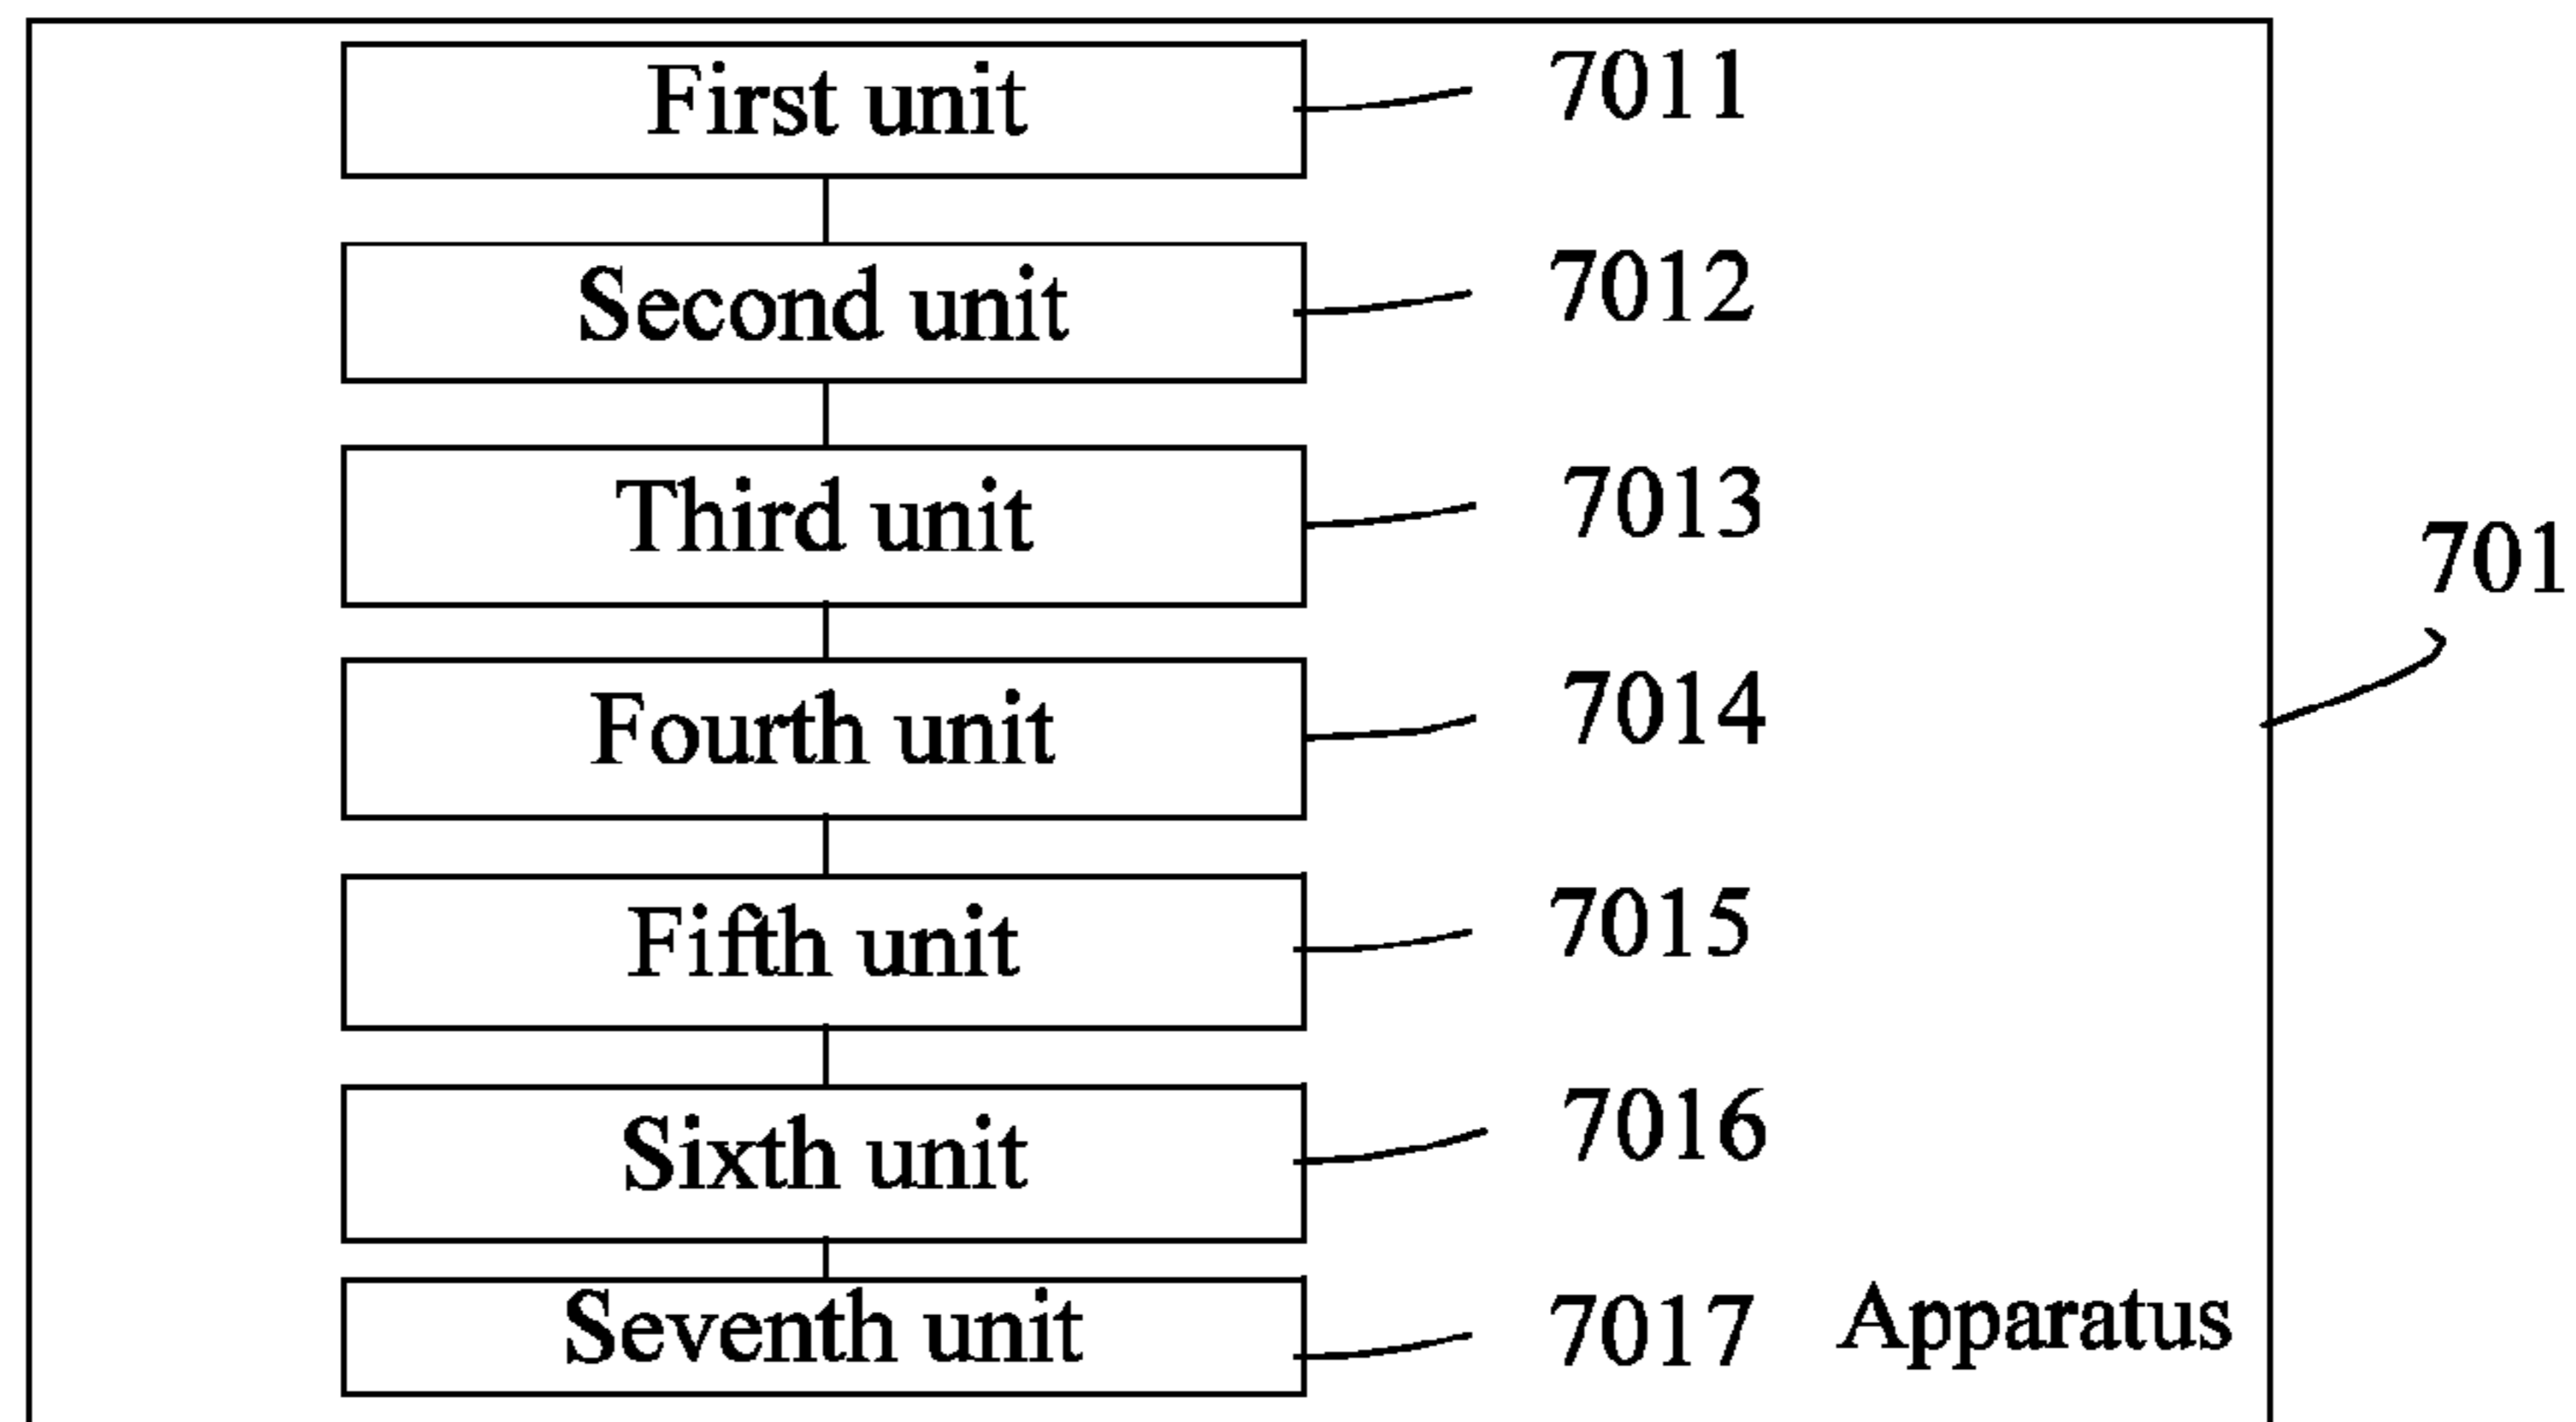 First unit 7011
Second unit 7012
Third unit 7013
701
Fourth unit 7014
Fifth unit 7015
Sixth unit 7016
Seventh unit 7017 Apparatus